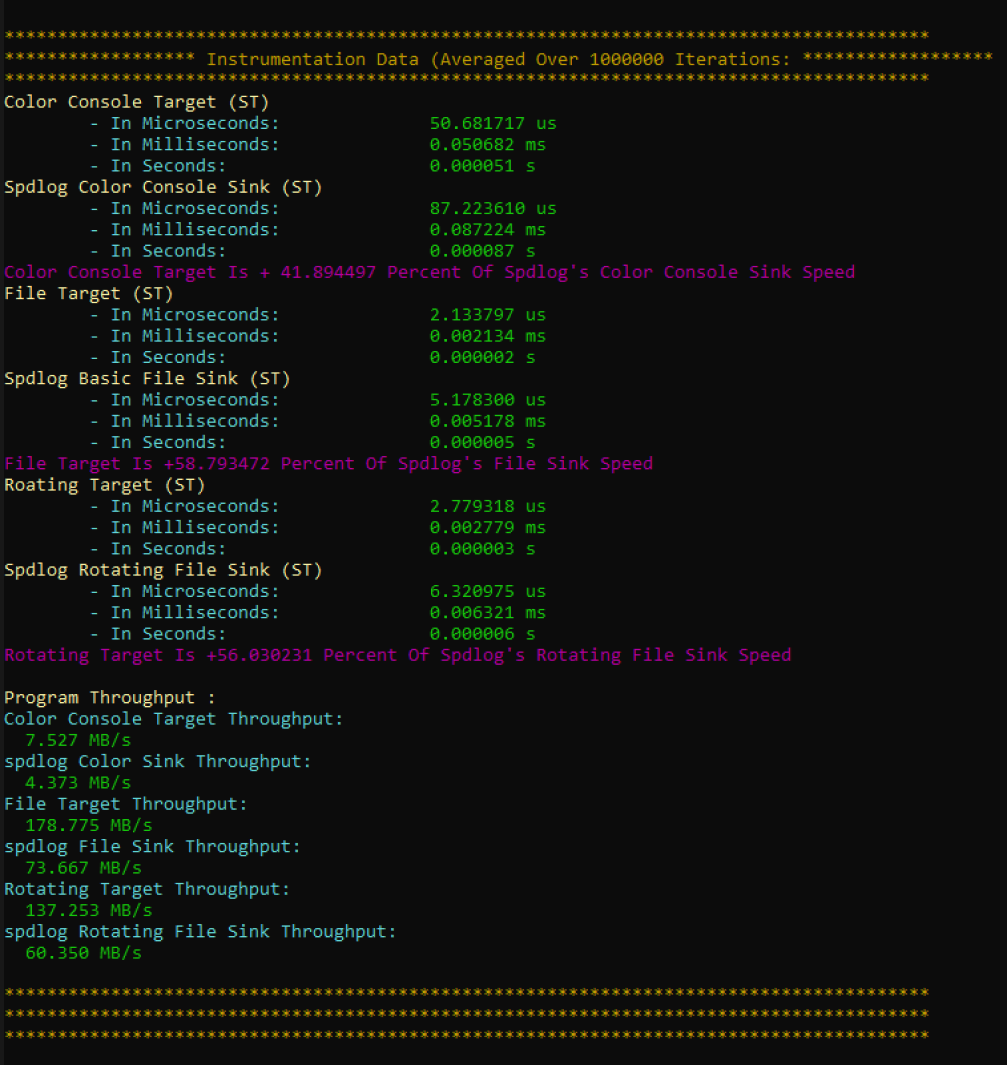 ***************************************************************************************
****************** Instrumentation Data (Averaged Over 1000000 Iterations: ******************
***************************************************************************************
Color Console Target (ST)
        - In Microseconds:              50.681717 us
        - In Milliseconds:              0.050682 ms
        - In Seconds:                   0.000051 s
Spdlog Color Console Sink (ST)
        - In Microseconds:              87.223610 us
        - In Milliseconds:              0.087224 ms
        - In Seconds:                   0.000087 s
Color Console Target Is + 41.894497 Percent Of Spdlog's Color Console Sink Speed
File Target (ST)
        - In Microseconds:              2.133797 us
        - In Milliseconds:              0.002134 ms
        - In Seconds:                   0.000002 s
Spdlog Basic File Sink (ST)
        - In Microseconds:              5.178300 us
        - In Milliseconds:              0.005178 ms
        - In Seconds:                   0.000005 s
File Target Is +58.793472 Percent Of Spdlog's File Sink Speed
Roating Target (ST)
        - In Microseconds:              2.779318 us
        - In Milliseconds:              0.002779 ms
        - In Seconds:                   0.000003 s
Spdlog Rotating File Sink (ST)
        - In Microseconds:              6.320975 us
        - In Milliseconds:              0.006321 ms
        - In Seconds:                   0.000006 s
Rotating Target Is +56.030231 Percent Of Spdlog's Rotating File Sink Speed

Program Throughput :
Color Console Target Throughput:
  7.527 MB/s
spdlog Color Sink Throughput:
  4.373 MB/s
File Target Throughput:
  178.775 MB/s
spdlog File Sink Throughput:
  73.667 MB/s
Rotating Target Throughput:
  137.253 MB/s
spdlog Rotating File Sink Throughput:
  60.350 MB/s

***************************************************************************************
***************************************************************************************
***************************************************************************************